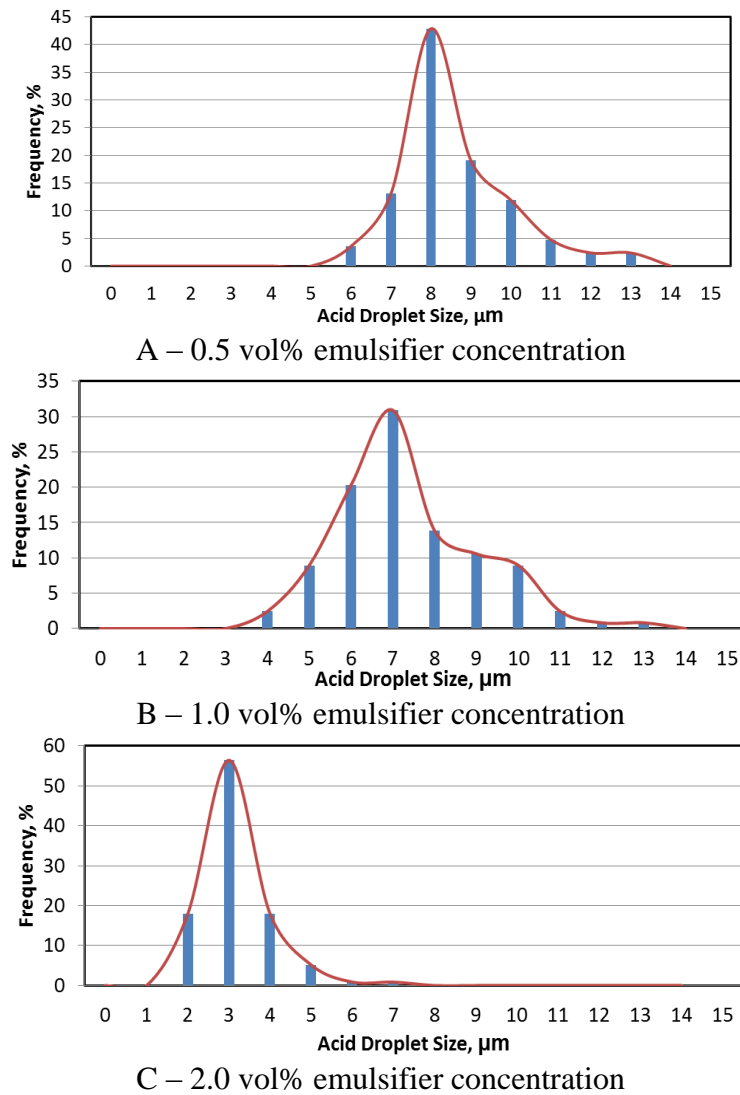 45
40
35
30
25
20
15
10
5
0
Frequency, %
0 1 2 3 4 5 6 7 8 9 10 11 12 13 14 15
Acid Droplet Size, µm
A – 0.5 vol% emulsifier concentration
35
30
25
20
15
10
5
0
Frequency, %
0 1 2 3 4 5 6 7 8 9 10 11 12 13 14 15
Acid Droplet Size, µm
B – 1.0 vol% emulsifier concentration
60
50
40
30
20
10
0
Frequency, %
0 1 2 3 4 5 6 7 8 9 10 11 12 13 14 15
Acid Droplet Size, µm
C – 2.0 vol% emulsifier concentration